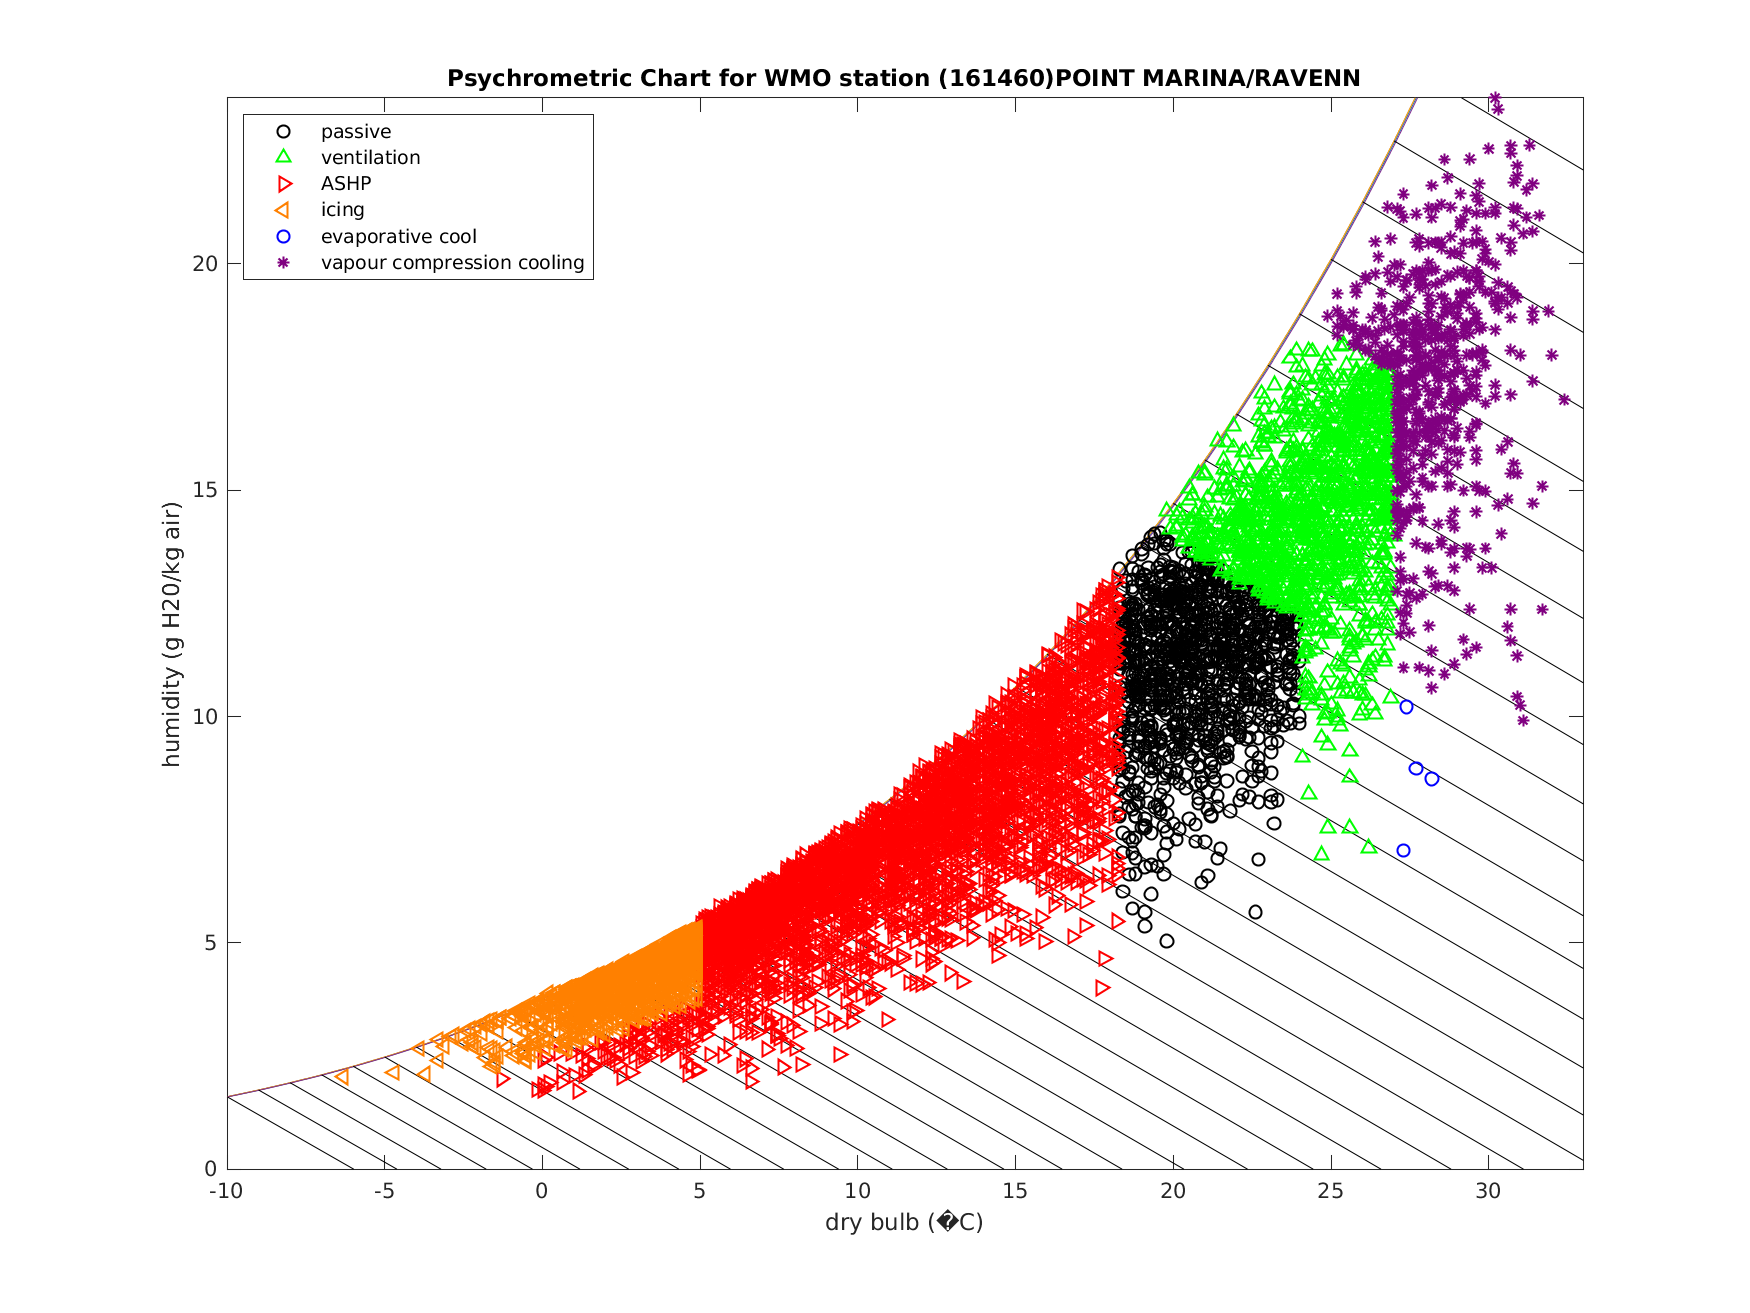 Psychrometric Chart for WMO station (161460)POINT MARINA/RAVENN
passive
ventilation
ASHP
icing
evaporative cool
vapour compression cooling
humidity (g H20/kg air)
20
15
10
5
0
-10 -5 0 5 10 15 20 25 30
dry bulb (�C)